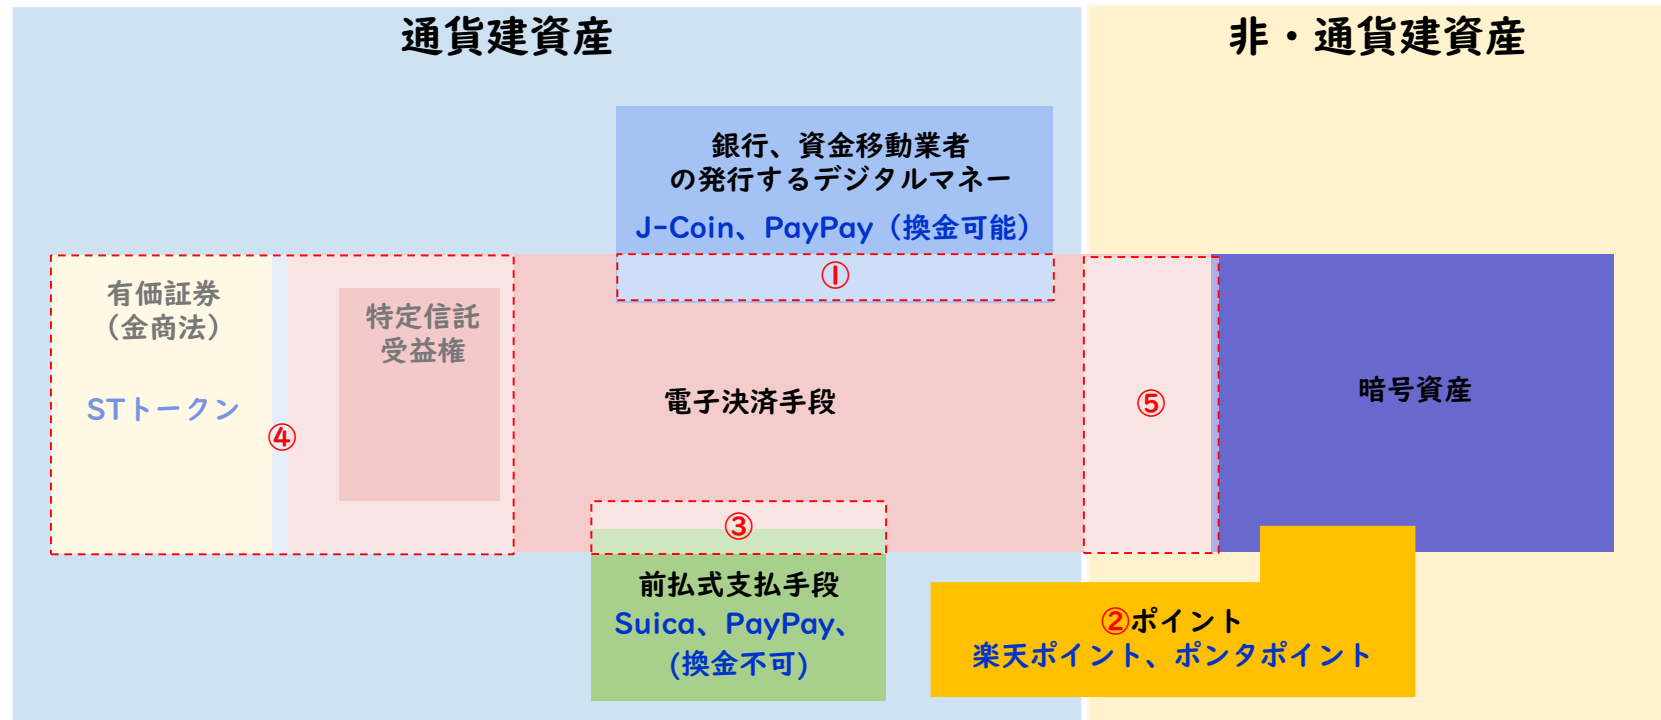 通貨建資産
非・通貨建資産
銀行、資金移動業者
の発行するデジタルマネー
J-Coin、PayPay（換金可能）
①
有価証券
（金商法）
STトークン
④
特定信託
受益権
電子決済手段
⑤
暗号資産
③
前払式支払手段
Suica、PayPay、
(換金不可)
②ポイント
楽天ポイント、ポンタポイント